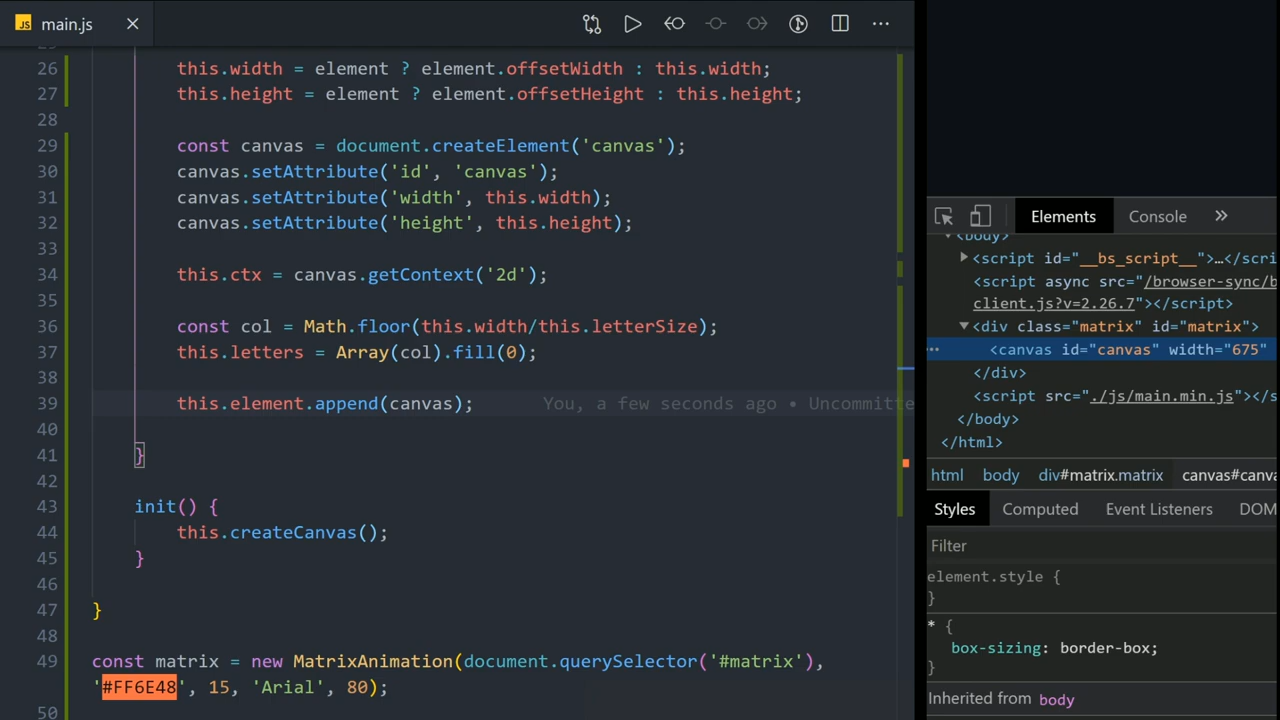 JS main.js
26 this.width = element ? element.offsetWidth : this.width;
27 this.height = element ? element.offsetHeight : this.height;
28
29 const canvas = document.createElement('canvas');
30 canvas.setAttribute('id', 'canvas');
31 canvas.setAttribute('width', this.width);
32 canvas.setAttribute('height', this.height);
33
34 this.ctx = canvas.getContext('2d');
35
36 const col = Math.floor(this.width/this.letterSize);
37 this.letters = Array(col).fill(0);
38
39 this.element.append(canvas); You, a few seconds ago • Uncommitte
40
41 }
42
43 init() {
44 this.createCanvas();
45 }
46
47 }
48
49 const matrix = new MatrixAnimation(document.querySelector('#matrix'),
'#FF6E48', 15, 'Arial', 80);
50
Elements Console »
<body>
<script id="__bs_script__">…</scri
<script async src="/browser-sync/b
client.js?v=2.26.7"></script>
<div class="matrix" id="matrix">
<canvas id="canvas" width="675"
</div>
<script src="./js/main.min.js"></s
</body>
</html>
html body div#matrix.matrix canvas#canva
Styles Computed Event Listeners DOM
Filter
element.style {
}
* {
box-sizing: border-box;
}
Inherited from body